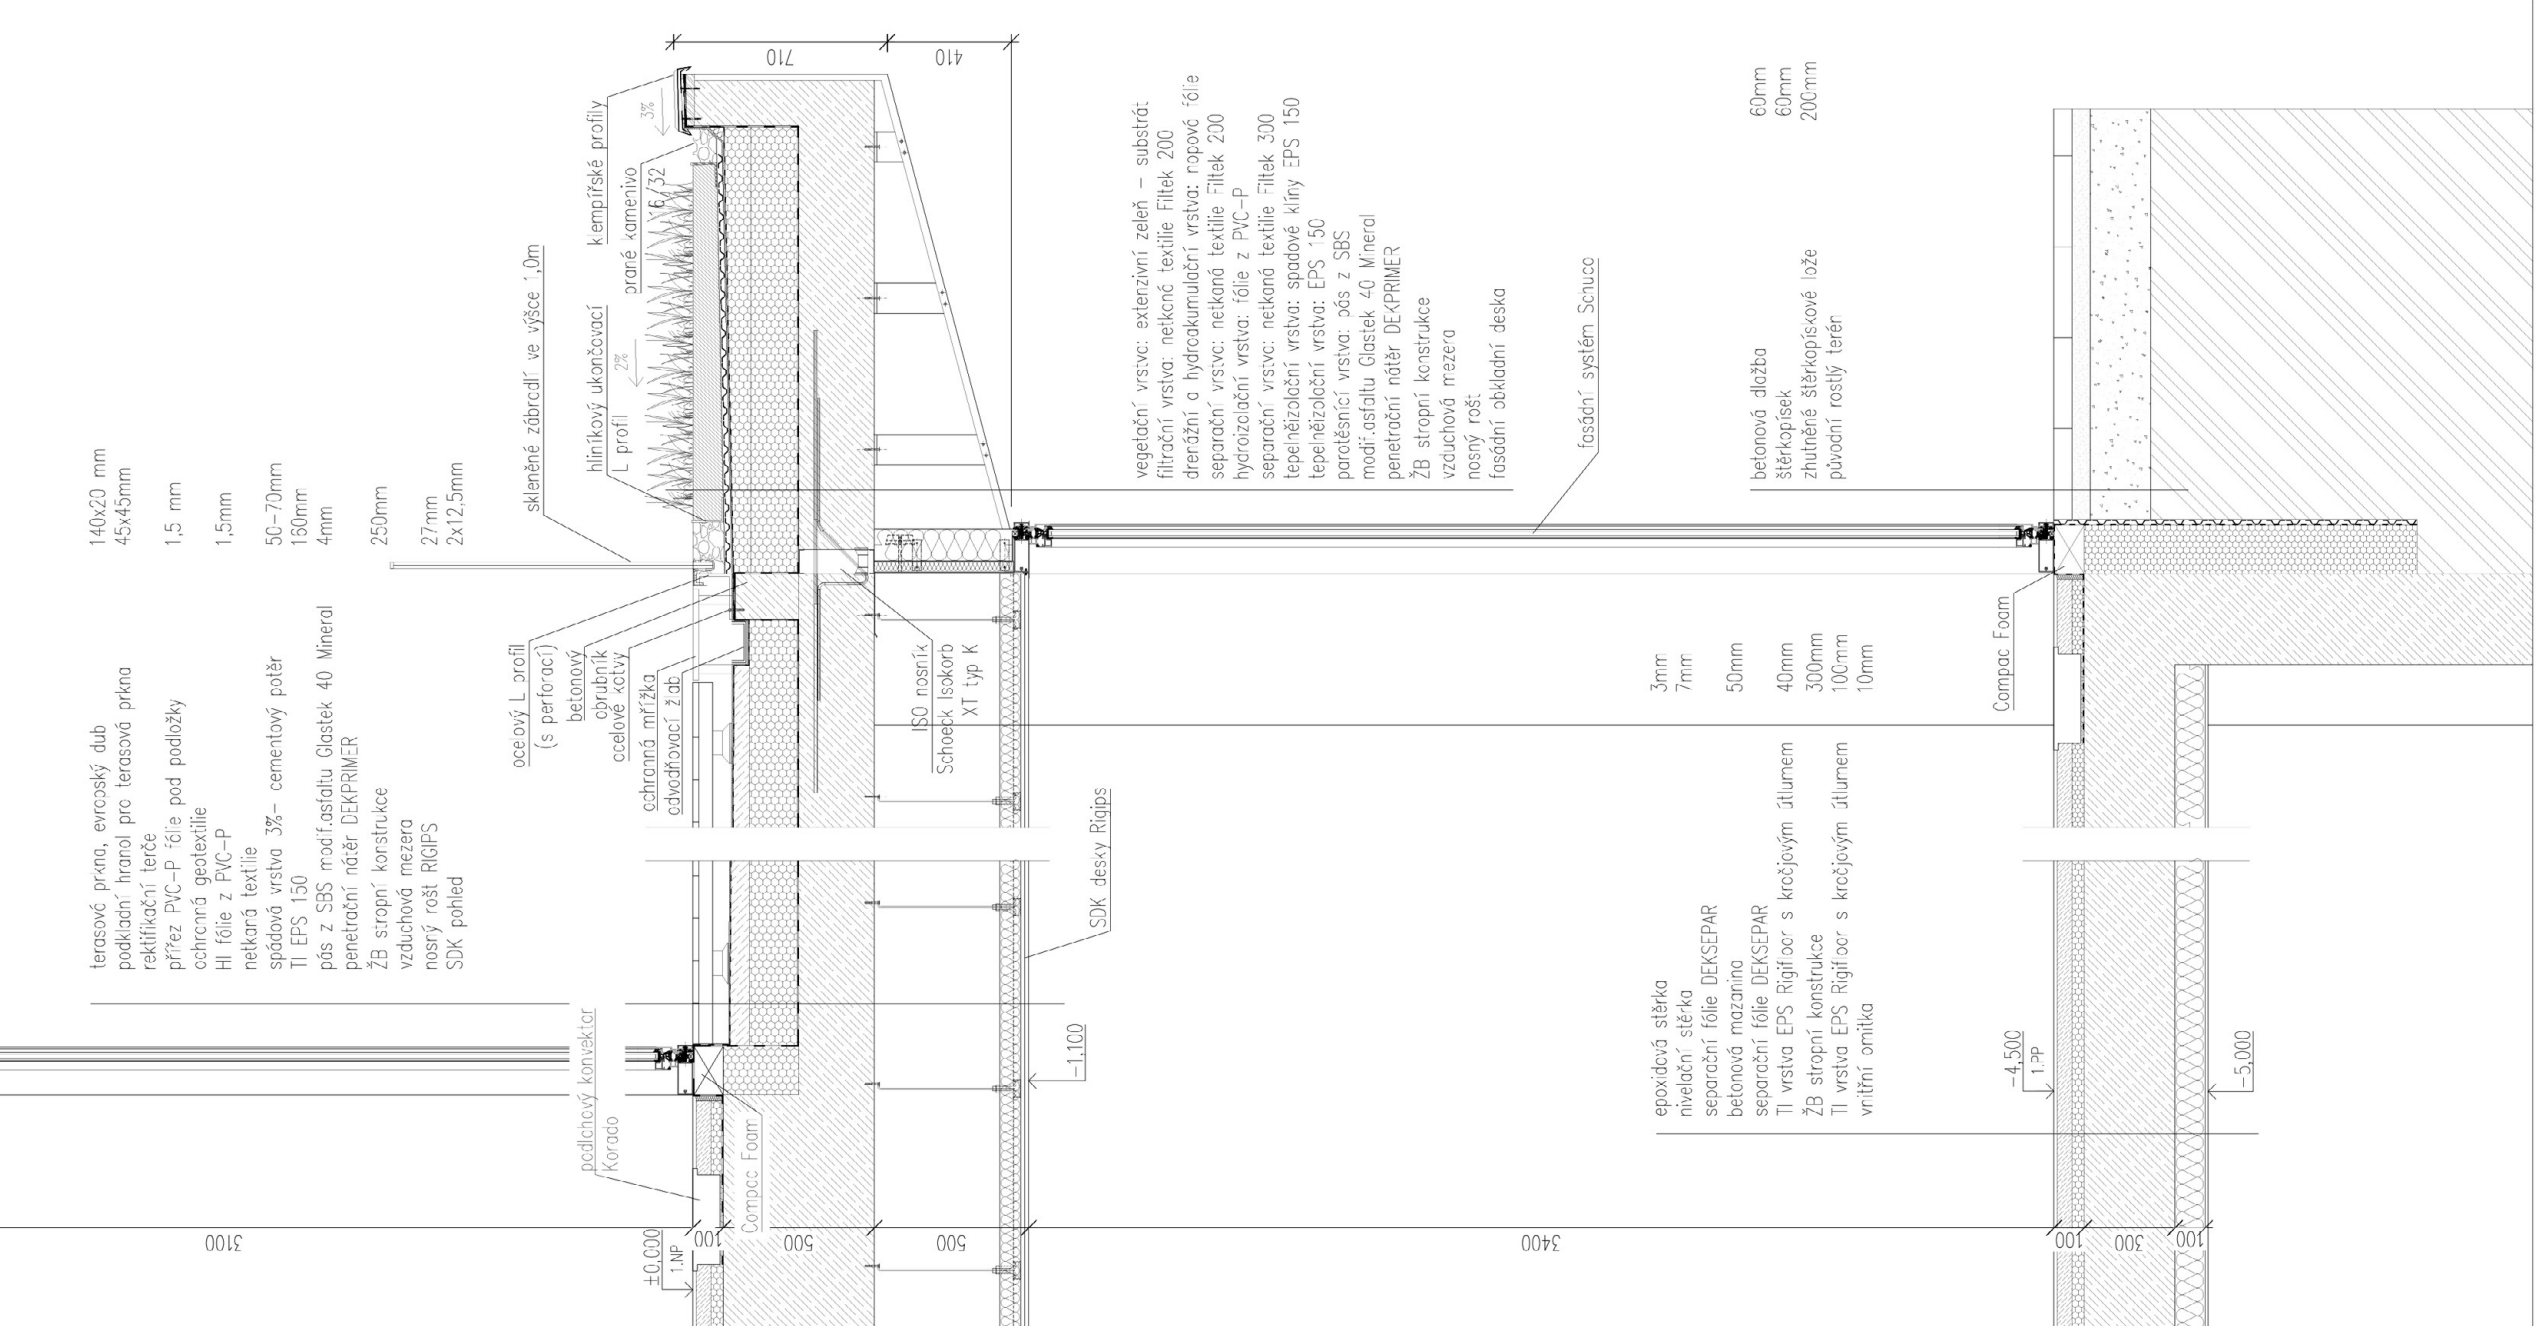 terasová prkna, evropský dub 140x20 mm
podkladní hranol pro terasová prkna 45x45mm
rektifikační terče
přířez PVC-P fólie pod podložky 1,5 mm
ochranná geotextilie
HI fólie z PVC-P 1,5mm
netkaná textilie
spádová vrstva 3%- cementový potěr 50-70mm
TI EPS 150 160mm
pás z SBS modif.asfaltu Glastek 40 Mineral 4mm
penetrační nátěr DEKPRIMER
ŽB stropní konstrukce 250mm
vzduchová mezera
nosný rošt RIGIPS 27mm
SDK pohled 2x12,5mm
skleněné zábradlí ve výšce 1,0m
klempířské profily
prané kamenivo
16/32
hliníkový ukončovací
L profil
3%
2%
710
410
ocelový L profil
(s perforací)
betonový
obrubník
ocelové kotvy
ochranná mřížka
odvodňovací žlab
ISO nosník
Schoeck Isokorb
XT typ K
podlahový konvektor
Korado
Compac Foam
SDK desky Rigips
vegetační vrstva: extenzivní zeleň - substrát
filtrační vrstva: netkaná textilie Filtek 200
drenážní a hydroakumulační vrstva: nopová fólie
separační vrstva: netkaná textilie Filtek 200
hydroizolační vrstva: fólie z PVC-P
separační vrstva: netkaná textilie Filtek 300
tepelněizolační vrstva: spadové klíny EPS 150
tepelněizolační vrstva: EPS 150
parotěsnící vrstva: pás z SBS
modif.asfaltu Glastek 40 Mineral
penetrační nátěr DEKPRIMER
ŽB stropní konstrukce
vzduchová mezera
nosný rošt
fasádní obkladní deska
fasádní systém Schuco
betonová dlažba 60mm
štěrkopísek 60mm
zhutněné štěrkopískové lože 200mm
původní rostlý terén
epoxidová stěrka 3mm
nivelační stěrka 7mm
separační fólie DEKSEPAR
betonová mazanina 50mm
separační fólie DEKSEPAR
TI vrstva EPS Rigifloor s kročjovým útlumem 40mm
ŽB stropní konstrukce 300mm
TI vrstva EPS Rigifloor s kročjovým útlumem 100mm
vnitřní omítka 10mm
Compac Foam
±0,000
1.NP
-1,100
-4,500
1.PP
-5,000
3100
100
500
500
3400
100
300
100